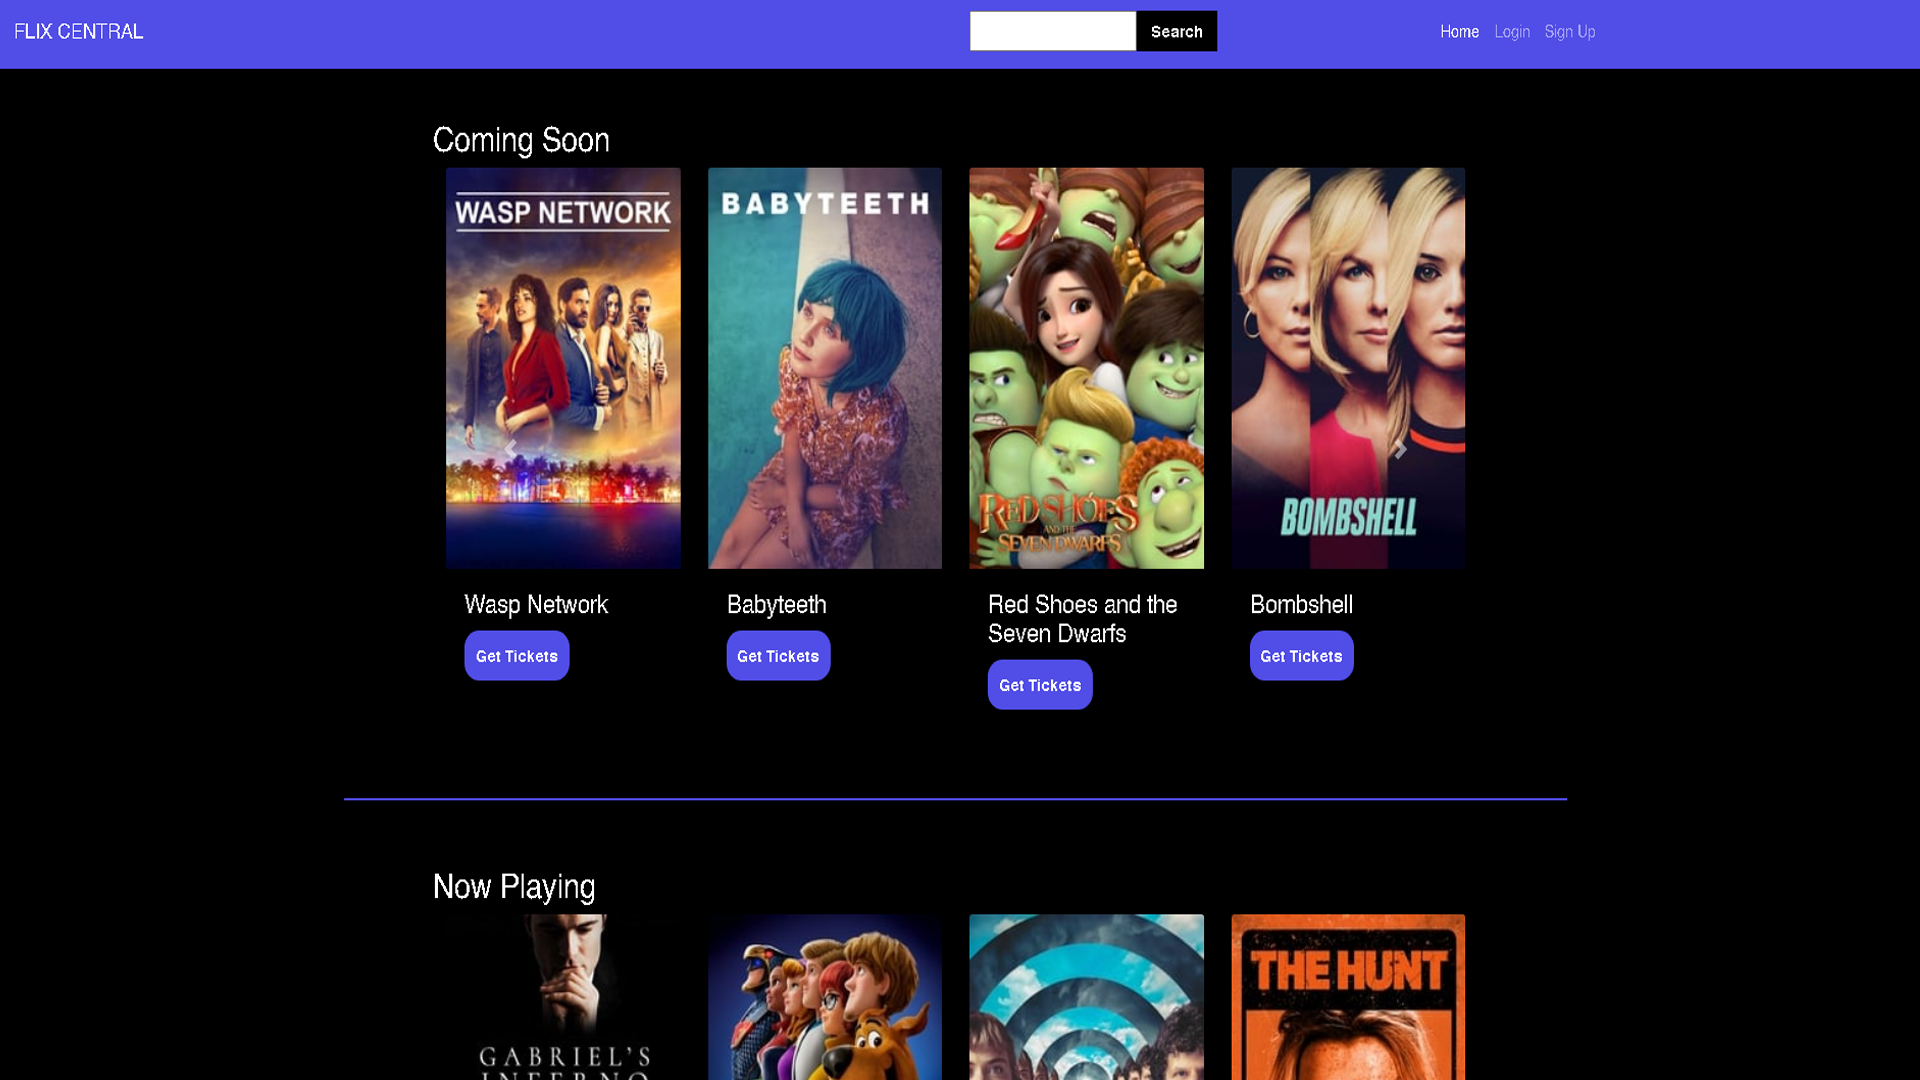 FLIX CENTRAL
Search
Home Login Sign Up
Coming Soon
WASP NETWORK
BABYTEETH
RED SHOES
AND THE
SEVEN DWARFS
BOMBSHELL
Wasp Network
Get Tickets
Babyteeth
Get Tickets
Red Shoes and the
Seven Dwarfs
Get Tickets
Bombshell
Get Tickets
Now Playing
GABRIEL'S
INFERNO
THE HUNT